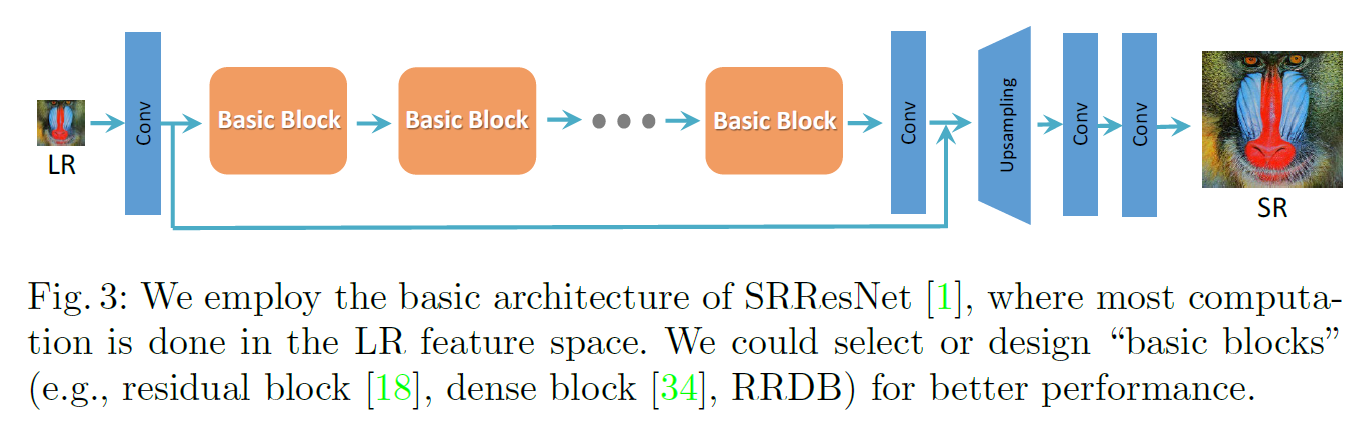 LR
Conv
Basic Block
Basic Block
Basic Block
Conv
Upsampling
Conv
Conv
SR
Fig. 3: We employ the basic architecture of SRResNet [1], where most computa-
tion is done in the LR feature space. We could select or design “basic blocks”
(e.g., residual block [18], dense block [34], RRDB) for better performance.